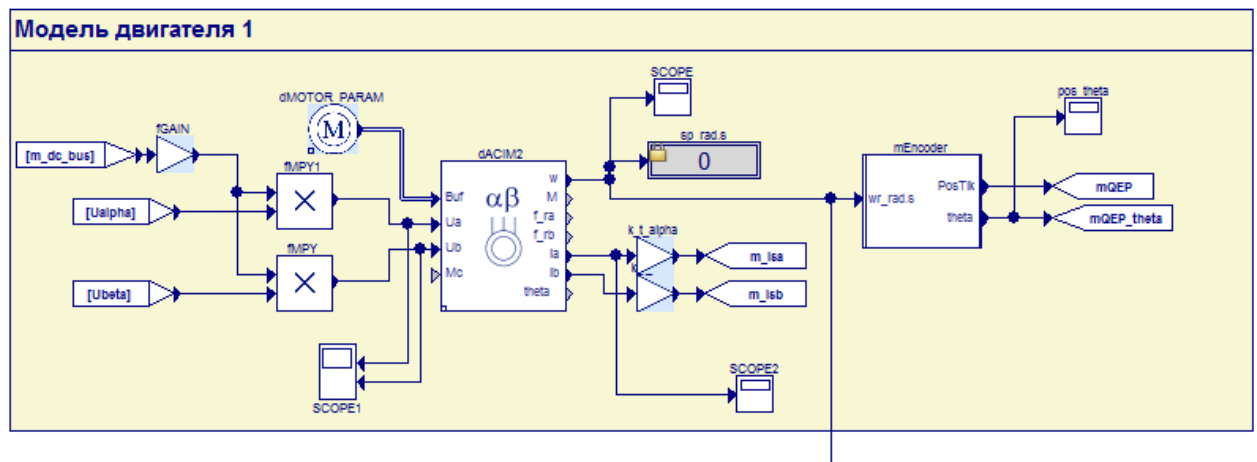 Модель двигателя 1
SCOPE
pos_theta
dMOTOR_PARAM
M
fGAIN
[m_dc_bus]
sp_rad.s
0
dACIM2
mEncoder
fMPY1
[Ualpha]
Buf
αβ
w
M
Ua
f_ra
f_rb
Ub
Ia
Mc
Ib
theta
wr_rad.s
PosTik
theta
mQEP
mQEP_theta
k_t_alpha
m_Isa
fMPY
[Ubeta]
m_Isb
SCOPE1
SCOPE2